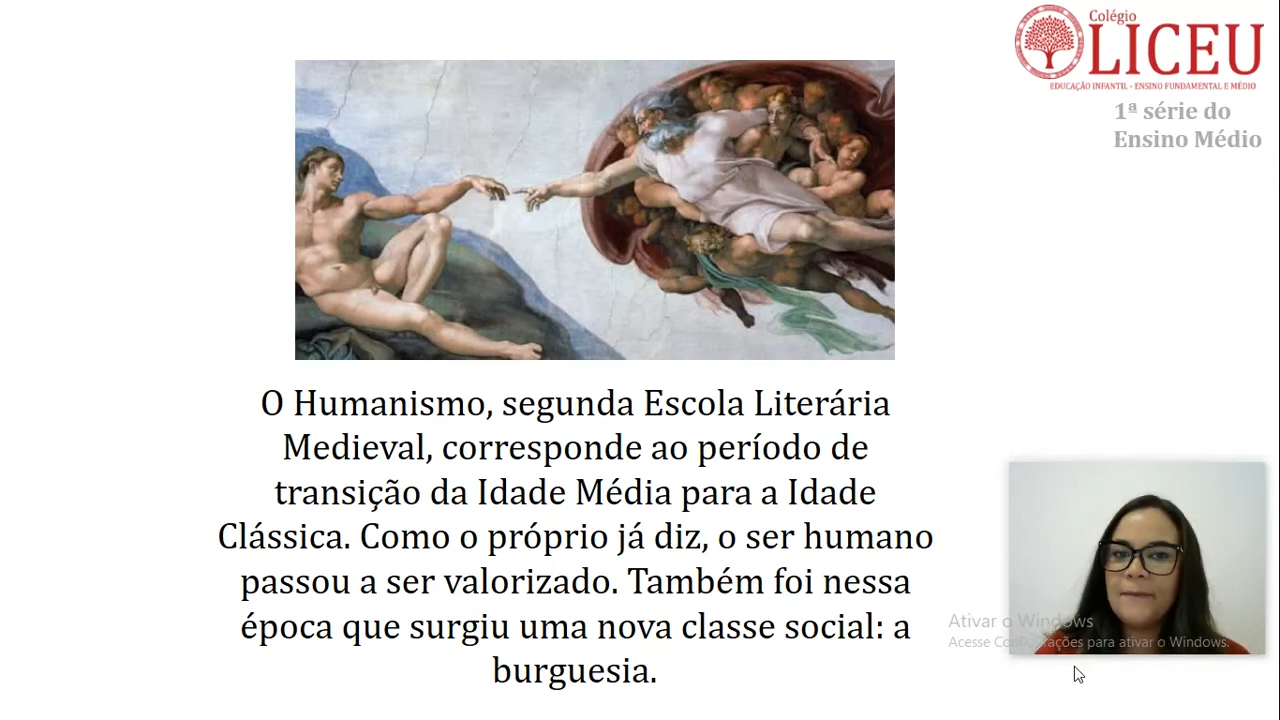 Colégio
LICEU
EDUCAÇÃO INFANTIL - ENSINO FUNDAMENTAL E MÉDIO
1ª série do
Ensino Médio
O Humanismo, segunda Escola Literária
Medieval, corresponde ao período de
transição da Idade Média para a Idade
Clássica. Como o próprio já diz, o ser humano
passou a ser valorizado. Também foi nessa
época que surgiu uma nova classe social: a
burguesia.
Ativar o Windows
Acesse Configurações para ativar o Windows.